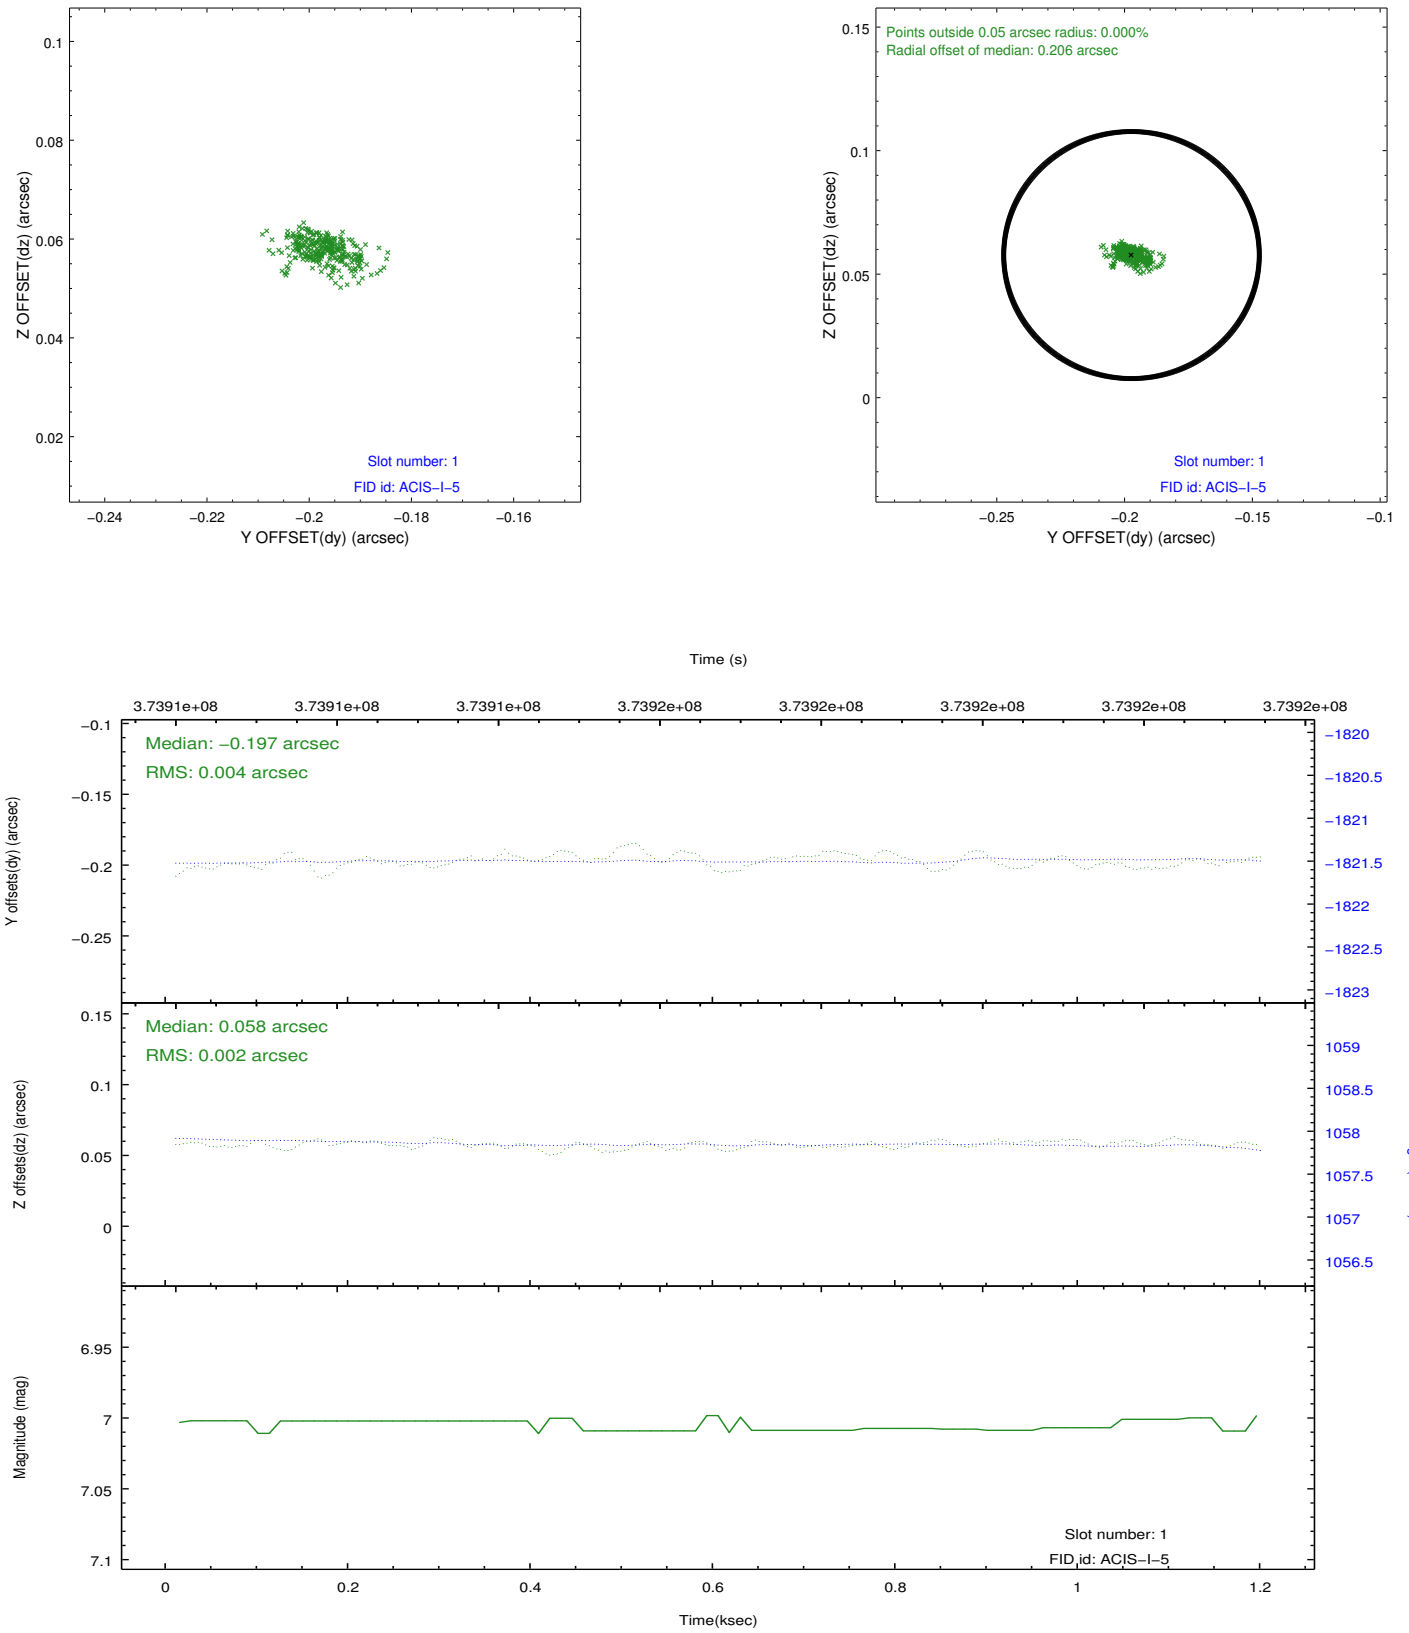 0.1
0.08
0.06
0.04
0.02
Z OFFSET(dz) (arcsec)
Slot number: 1
FID id: ACIS−I−5
−0.24
−0.22
−0.2
−0.18
−0.16
Y OFFSET(dy) (arcsec)
Points outside 0.05 arcsec radius: 0.000%
Radial offset of median: 0.206 arcsec
0.15
0.1
0.05
0
Z OFFSET(dz) (arcsec)
Slot number: 1
FID id: ACIS−I−5
−0.25
−0.2
−0.15
−0.1
Y OFFSET(dy) (arcsec)
Time (s)
3.7391e+08
3.7391e+08
3.7391e+08
3.7392e+08
3.7392e+08
3.7392e+08
3.7392e+08
3.7392e+08
Median: −0.197 arcsec
RMS: 0.004 arcsec
−0.1
−0.15
−0.2
−0.25
Y offsets(dy) (arcsec)
−1820
−1820.5
−1821
−1821.5
−1822
−1822.5
−1823
Median: 0.058 arcsec
RMS: 0.002 arcsec
0.15
0.1
0.05
0
Z offsets(dz) (arcsec)
1059
1058.5
1058
1057.5
1057
1056.5
6.95
7
7.05
7.1
Magnitude (mag)
Slot number: 1
FID id: ACIS−I−5
0
0.2
0.4
0.6
0.8
1
1.2
Time(ksec)